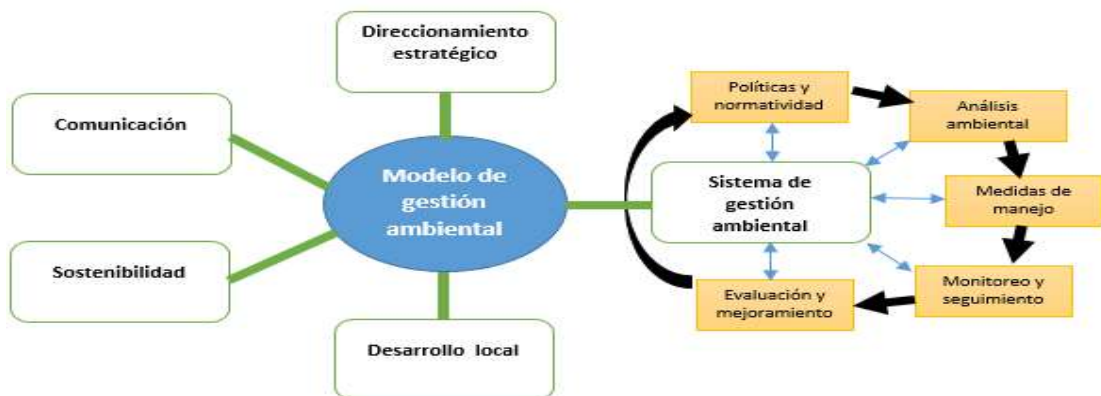 Direccionamiento
estratégico
Comunicación
Modelo de
gestión
ambiental
Sostenibilidad
Desarrollo local
Políticas y
normatividad
Análisis
ambiental
Sistema de
gestión
ambiental
Medidas de
manejo
Monitoreo y
seguimiento
Evaluación y
mejoramiento